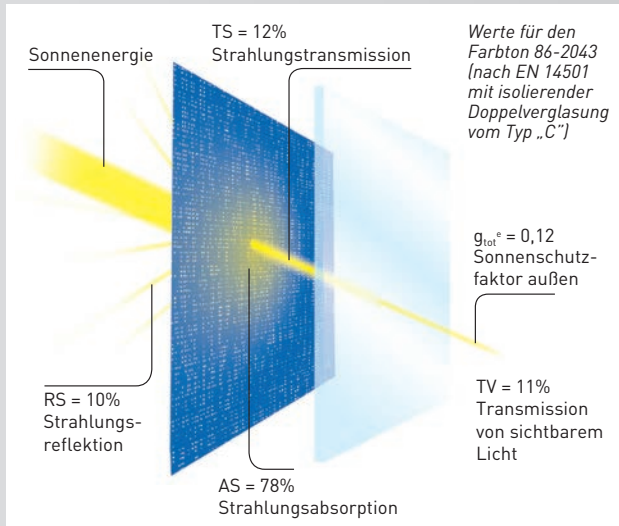 Sonnenenergie
TS = 12%
Strahlungstransmission
Werte für den
Farbton 86-2043
(nach EN 14501
mit isolierender
Doppelverglasung
vom Typ „C”)
gtotᵉ = 0,12
Sonnenschutz-
faktor außen
RS = 10%
Strahlungs-
reflektion
TV = 11%
Transmission
von sichtbarem
Licht
AS = 78%
Strahlungsabsorption